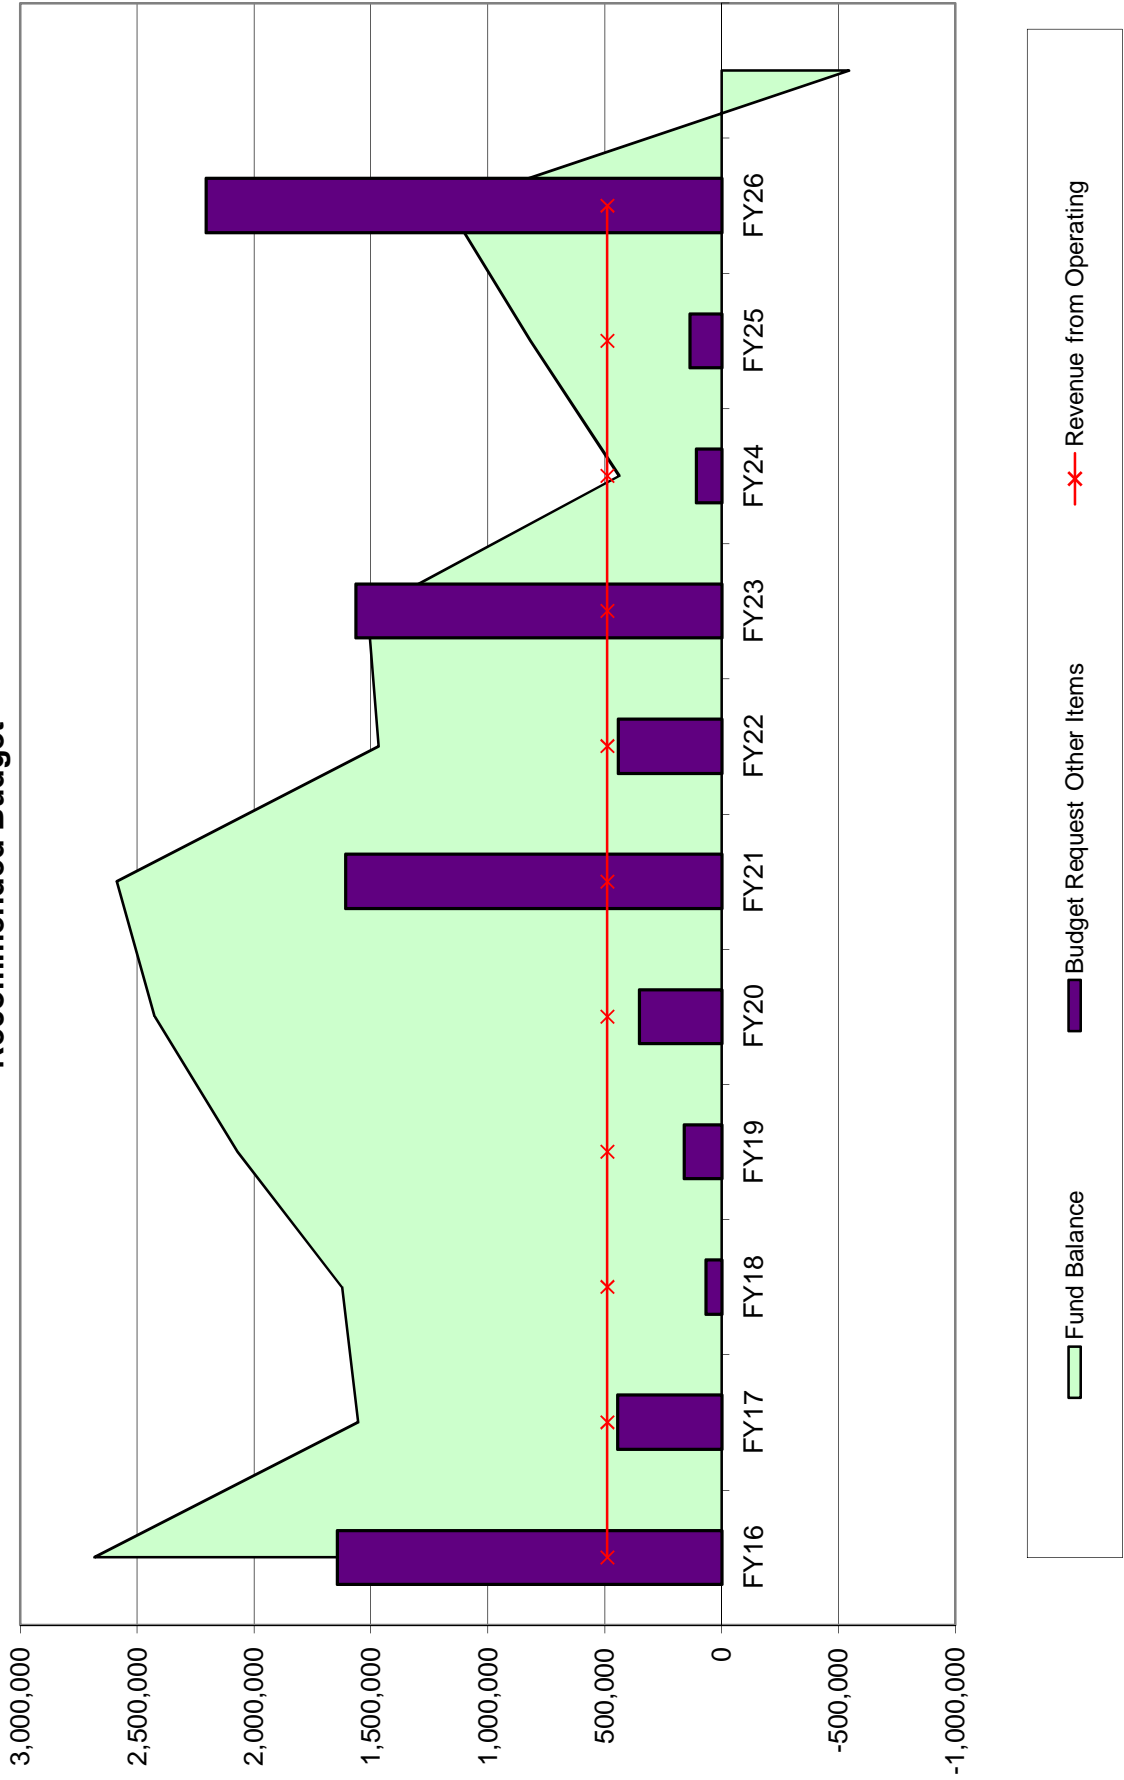 Recommended Budget
3,000,000
2,500,000
2,000,000
1,500,000
1,000,000
500,000
0
-500,000
-1,000,000
FY16
FY17
FY18
FY19
FY20
FY21
FY22
FY23
FY24
FY25
FY26
Fund Balance
Budget Request Other Items
Revenue from Operating